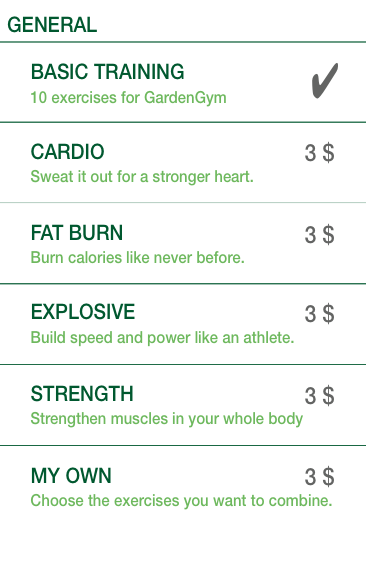 GENERAL
BASIC TRAINING
10 exercises for GardenGym
CARDIO
3 $
Sweat it out for a stronger heart.
FAT BURN
3 $
Burn calories like never before.
EXPLOSIVE
3 $
Build speed and power like an athlete.
STRENGTH
3 $
Strengthen muscles in your whole body
MY OWN
3 $
Choose the exercises you want to combine.